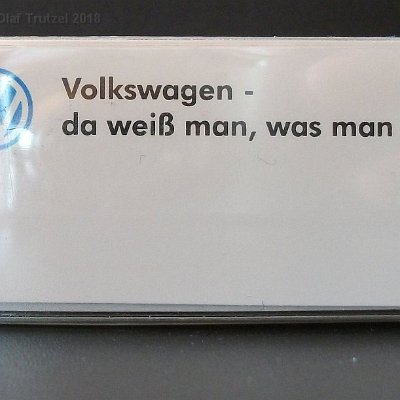 Olaf Trutzel 2018
Volkswagen -
da weiß man, was man